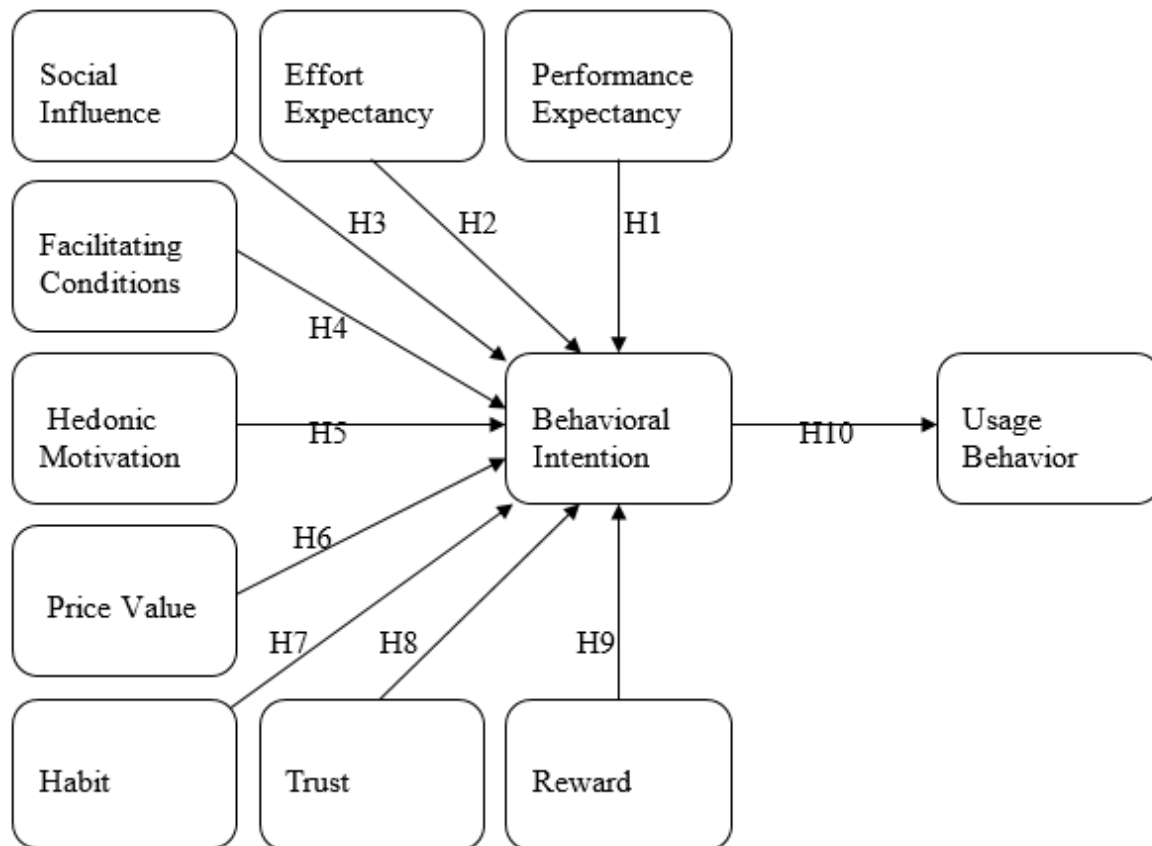 Social
Influence
Effort
Expectancy
Performance
Expectancy
H3
H2
H1
Facilitating
Conditions
H4
Hedonic
Motivation
H5
Behavioral
Intention
H10
Usage
Behavior
H6
Price Value
H7
H8
H9
Habit
Trust
Reward